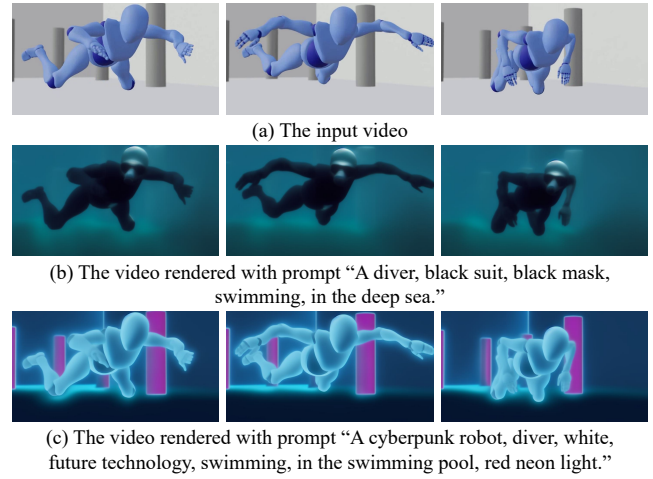 (a) The input video
(b) The video rendered with prompt “A diver, black suit, black mask,
swimming, in the deep sea.”
(c) The video rendered with prompt “A cyberpunk robot, diver, white,
future technology, swimming, in the swimming pool, red neon light.”